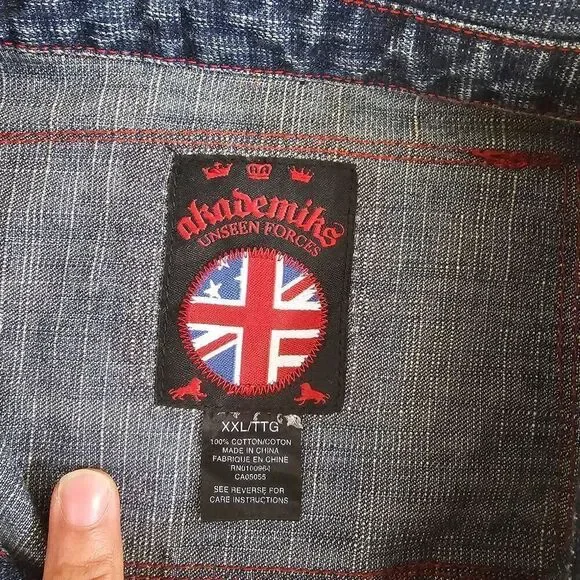 akademiks
UNSEEN FORCES
XXL/TTG
100% COTTON/COTON
MADE IN CHINA
FABRIQUE EN CHINE
RN0100964
CA05055
SEE REVERSE FOR
CARE INSTRUCTIONS